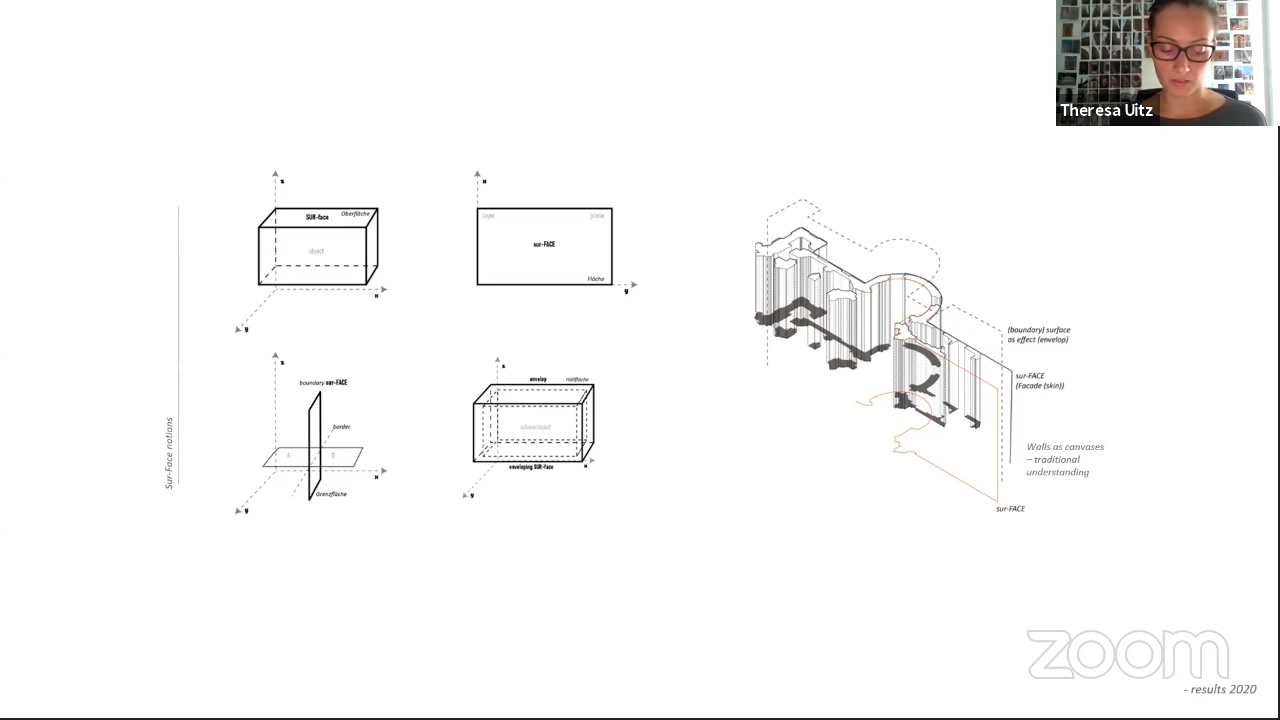 Theresa Uitz
Sur-Face notions
z
SUR-face
Oberfläche
object
x
y
x
layer
plane
sur-FACE
Fläche
y
z
boundary sur-FACE
border
A
B
x
Grenzfläche
y
z
envelop
Hüllfläche
volume/object
enveloping SUR-face
x
y
(boundary) surface
as effect (envelop)
sur-FACE
(Facade (skin))
Walls as canvases
– traditional
understanding
sur-FACE
zoom
- results 2020